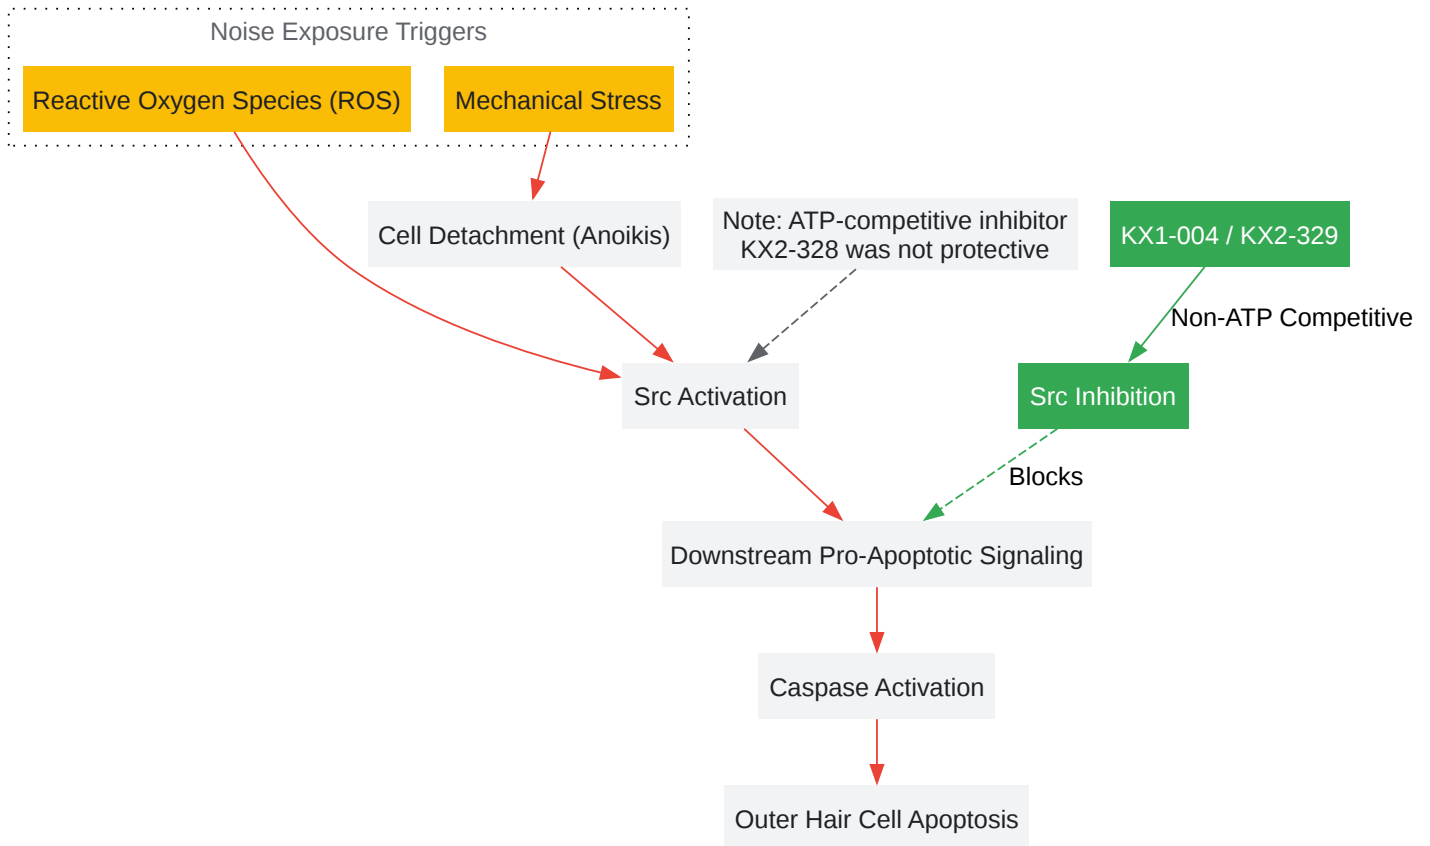 Noise Exposure Triggers
Reactive Oxygen Species (ROS)
Mechanical Stress
Cell Detachment (Anoikis)
Note: ATP-competitive inhibitor
KX2-328 was not protective
KX1-004 / KX2-329
Non-ATP Competitive
Src Activation
Src Inhibition
Blocks
Downstream Pro-Apoptotic Signaling
Caspase Activation
Outer Hair Cell Apoptosis